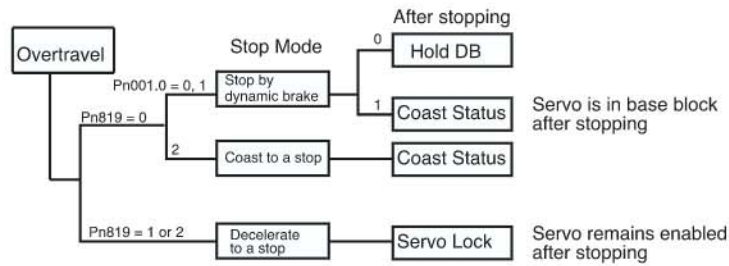 After stopping
Overtravel
Stop Mode
0
Hold DB
Pn001.0 = 0, 1
Stop by
dynamic brake
Pn819 = 0
1
Coast Status
Servo is in base block
after stopping
2
Coast to a stop
Coast Status
Pn819 = 1 or 2
Decelerate
to a stop
Servo Lock
Servo remains enabled
after stopping